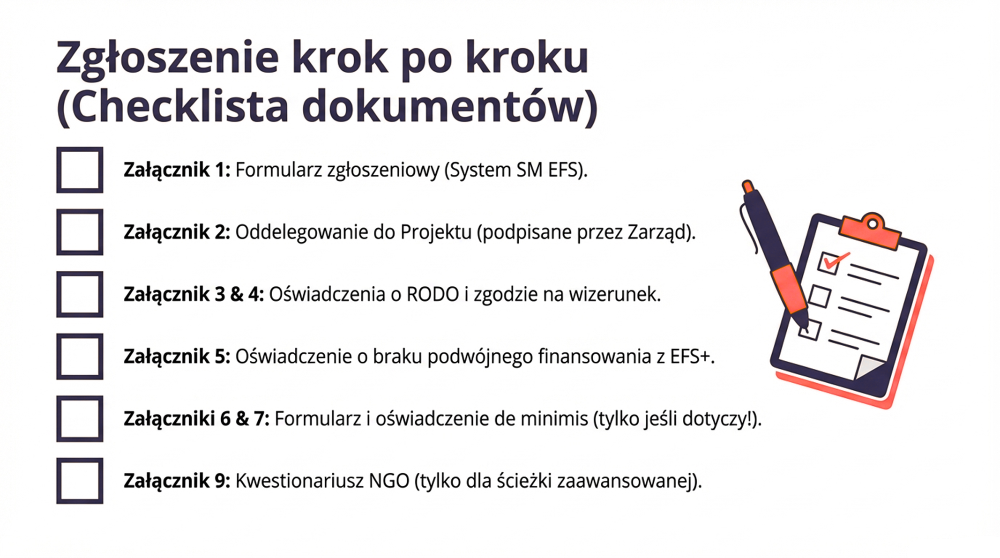 Zgłoszenie krok po kroku
(Checklista dokumentów)
Załącznik 1: Formularz zgłoszeniowy (System SM EFS).
Załącznik 2: Oddelegowanie do Projektu (podpisane przez Zarząd).
Załącznik 3 & 4: Oświadczenia o RODO i zgodzie na wizerunek.
Załącznik 5: Oświadczenie o braku podwójnego finansowania z EFS+.
Załączniki 6 & 7: Formularz i oświadczenie de minimis (tylko jeśli dotyczy!).
Załącznik 9: Kwestionariusz NGO (tylko dla ścieżki zaawansowanej).